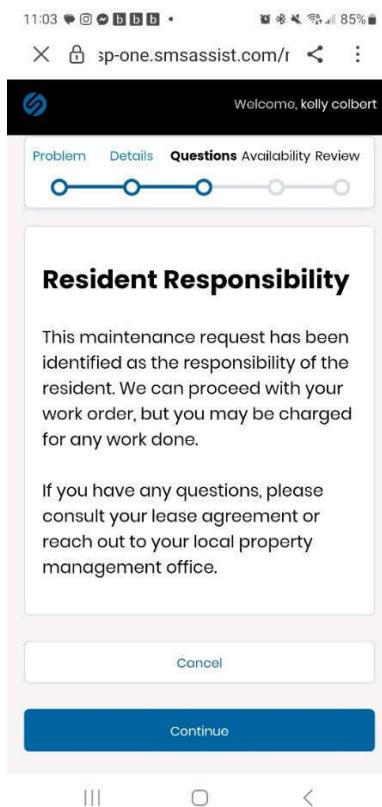 11:03 85%
sp-one.smsassist.com/r
Welcome, kelly colbert
Problem Details Questions Availability Review
Resident Responsibility
This maintenance request has been
identified as the responsibility of the
resident. We can proceed with your
work order, but you may be charged
for any work done.
If you have any questions, please
consult your lease agreement or
reach out to your local property
management office.
Cancel
Continue